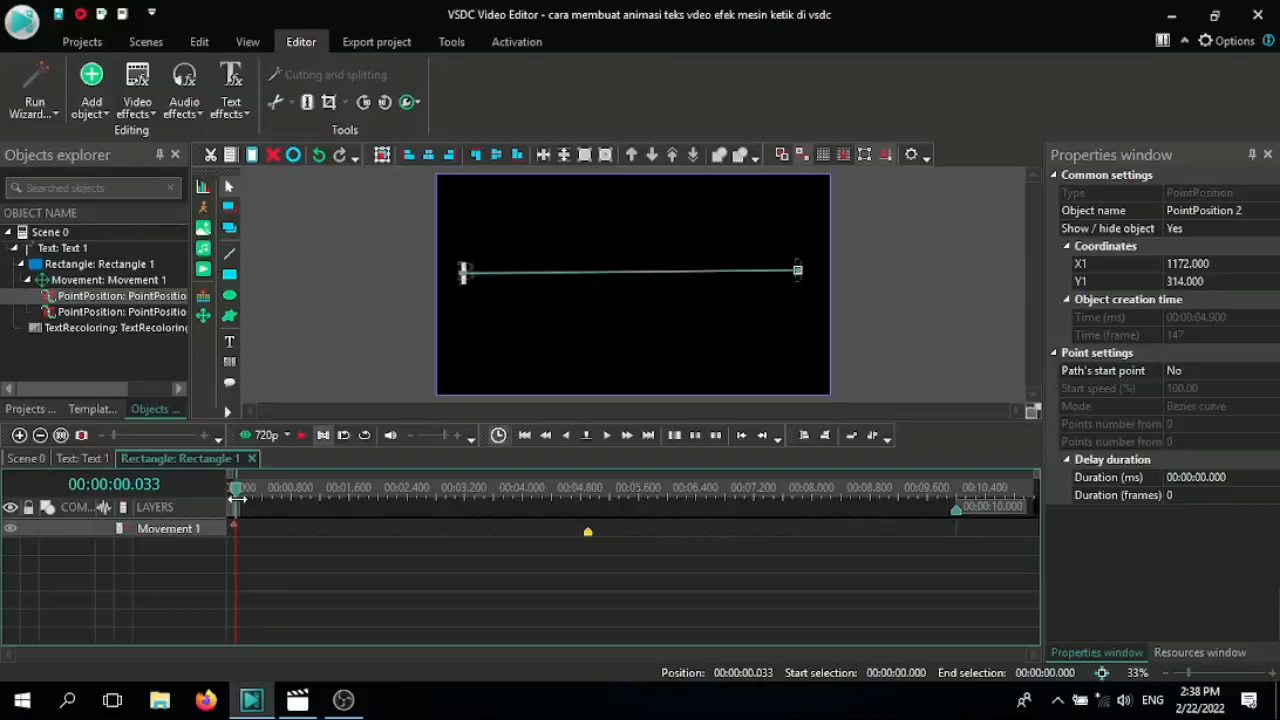 VSDC Video Editor - cara membuat animasi teks vdeo efek mesin ketik di vsdc
Projects Scenes Edit View Editor Export project Tools Activation
Options
Run Wizard...
Add object
Video effects
Audio effects
Text effects
Cutting and splitting
Editing
Tools
Objects explorer
Searched objects
OBJECT NAME
Scene 0
Text: Text 1
Rectangle: Rectangle 1
Movement: Movement 1
PointPosition: PointPositio
PointPosition: PointPositio
TextRecoloring: TextRecoloring
Projects ... Templat... Objects ...
Properties window
Common settings
Type PointPosition
Object name PointPosition 2
Show / hide object Yes
Coordinates
X1 1172.000
Y1 314.000
Object creation time
Time (ms) 00:00:04.900
Time (frame) 147
Point settings
Path's start point No
Start speed (%) 100.00
Mode Bezier curve
Points number from 0
Points number from 0
Delay duration
Duration (ms) 00:00:00.000
Duration (frames) 0
720p
Scene 0 Text: Text 1 Rectangle: Rectangle 1
00:00:00.033
000 00:00.800 00:01.600 00:02.400 00:03.200 00:04.000 00:04.800 00:05.600 00:06.400 00:07.200 00:08.000 00:08.800 00:09.600 00:10.400
COM... LAYERS
00:00:10.000
Movement 1
Properties window Resources window
Position: 00:00:00.033 Start selection: 00:00:00.000 End selection: 00:00:00.000 33%
ENG
2:38 PM
2/22/2022